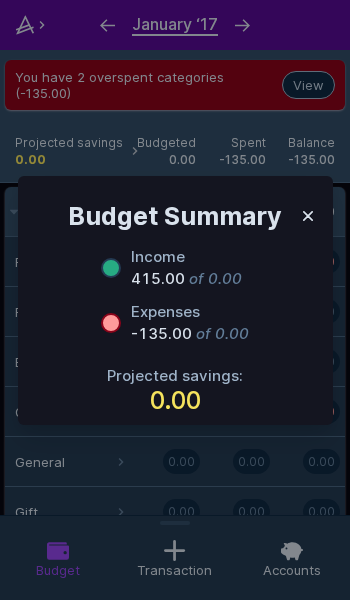 January ‘17
You have 2 overspent categories
(-135.00)
View
Projected savings Budgeted Spent Balance
0.00 0.00 -135.00 -135.00
Budget Summary
Income
415.00 of 0.00
Expenses
-135.00 of 0.00
Projected savings:
0.00
General 0.00 0.00 0.00
Gift 0.00 0.00 0.00
Budget Transaction Accounts